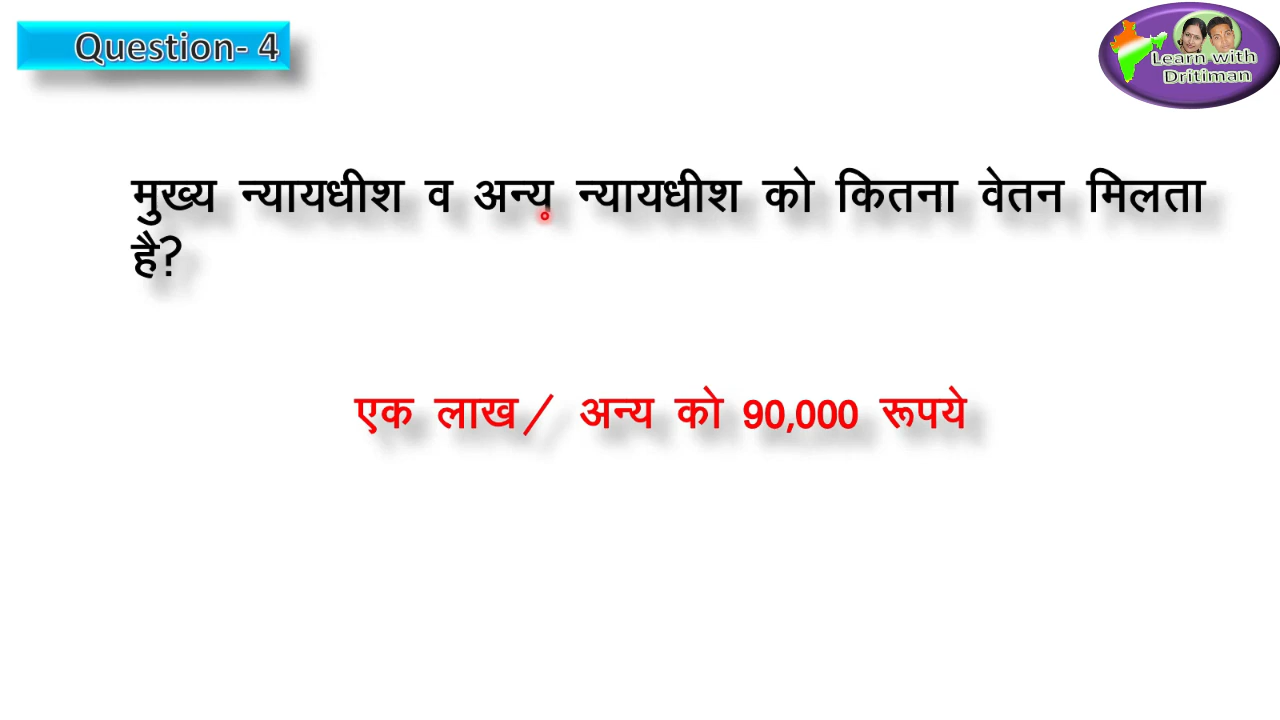 Question- 4
Learn with
Dritiman
मुख्य न्यायधीश व अन्य न्यायधीश को कितना वेतन मिलता
है?
एक लाख/ अन्य को 90,000 रूपये